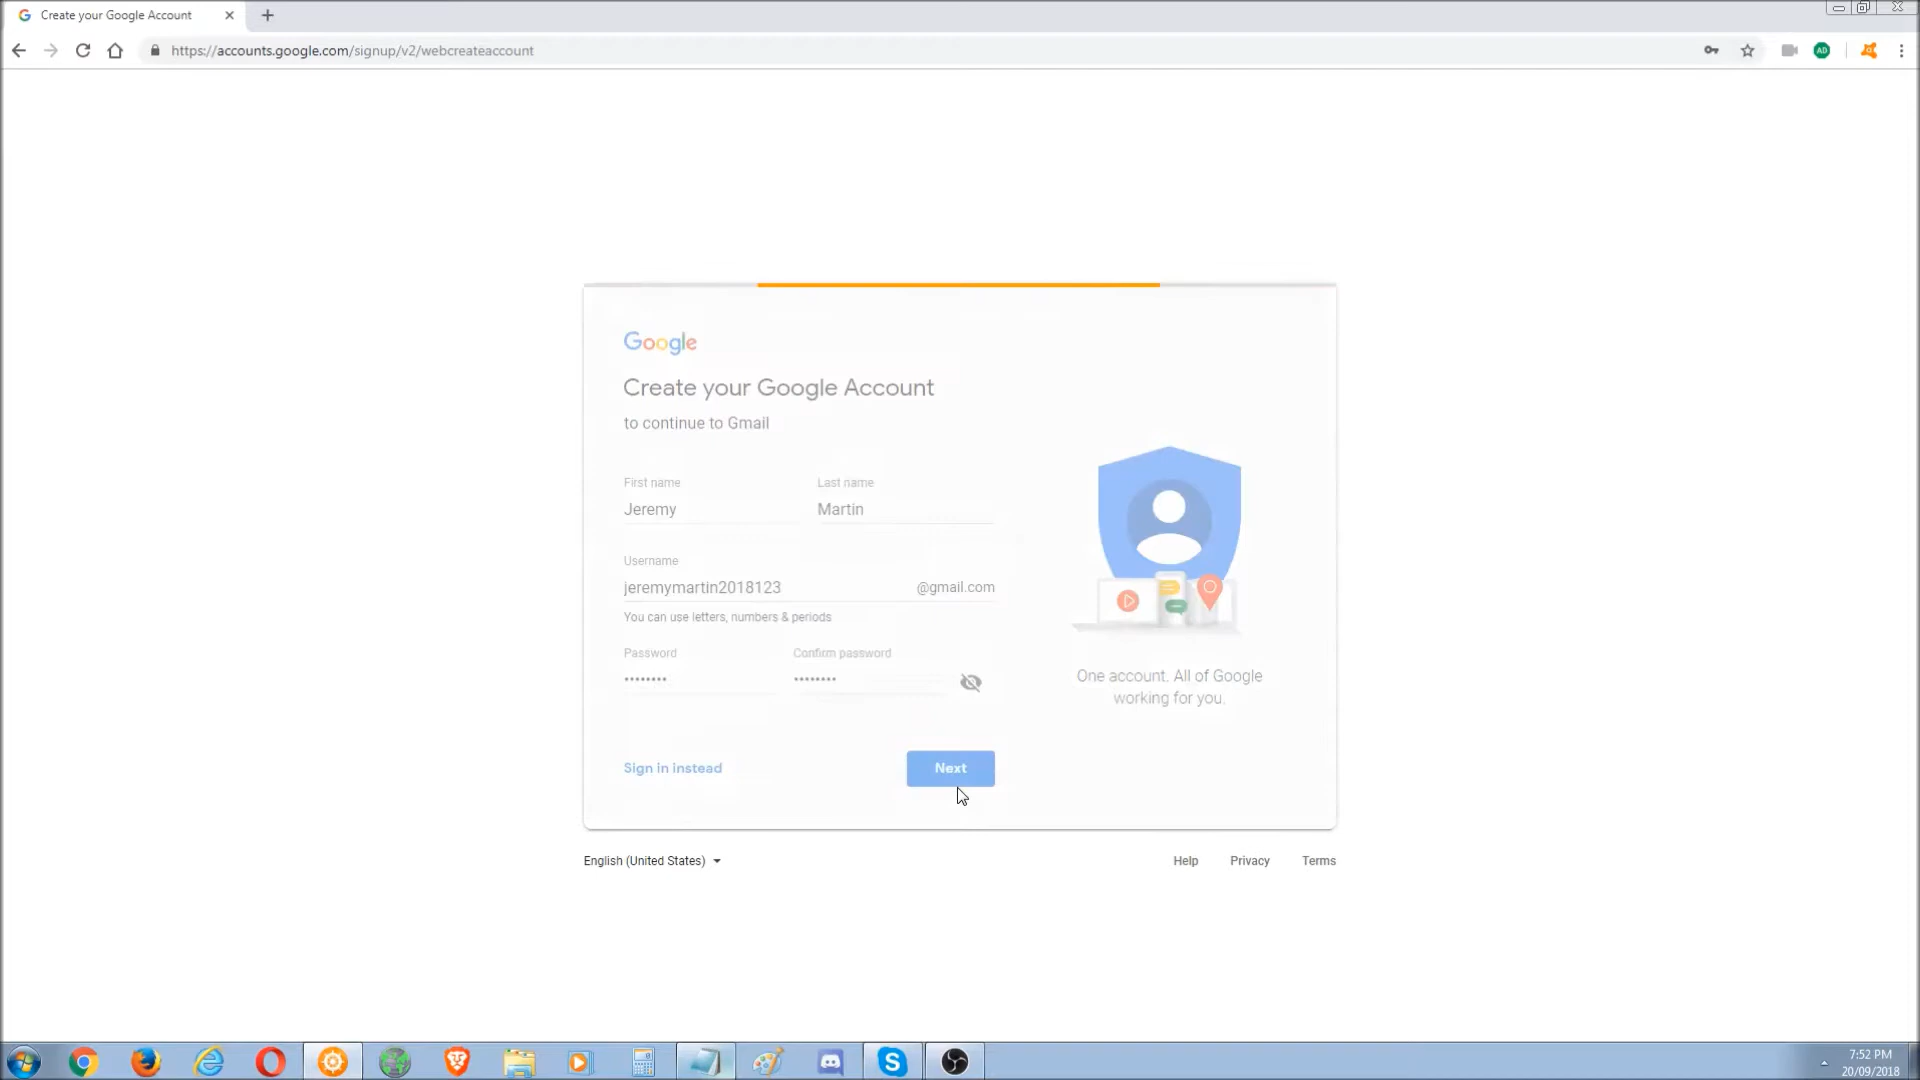 Create your Google Account
https://accounts.google.com/signup/v2/webcreateaccount
AD
Google
Create your Google Account
to continue to Gmail
First name
Last name
Jeremy
Martin
Username
jeremymartin2018123
@gmail.com
You can use letters, numbers & periods
Password
Confirm password
••••••••
••••••••
One account. All of Google
working for you.
Sign in instead
Next
English (United States)
Help
Privacy
Terms
7:52 PM
20/09/2018